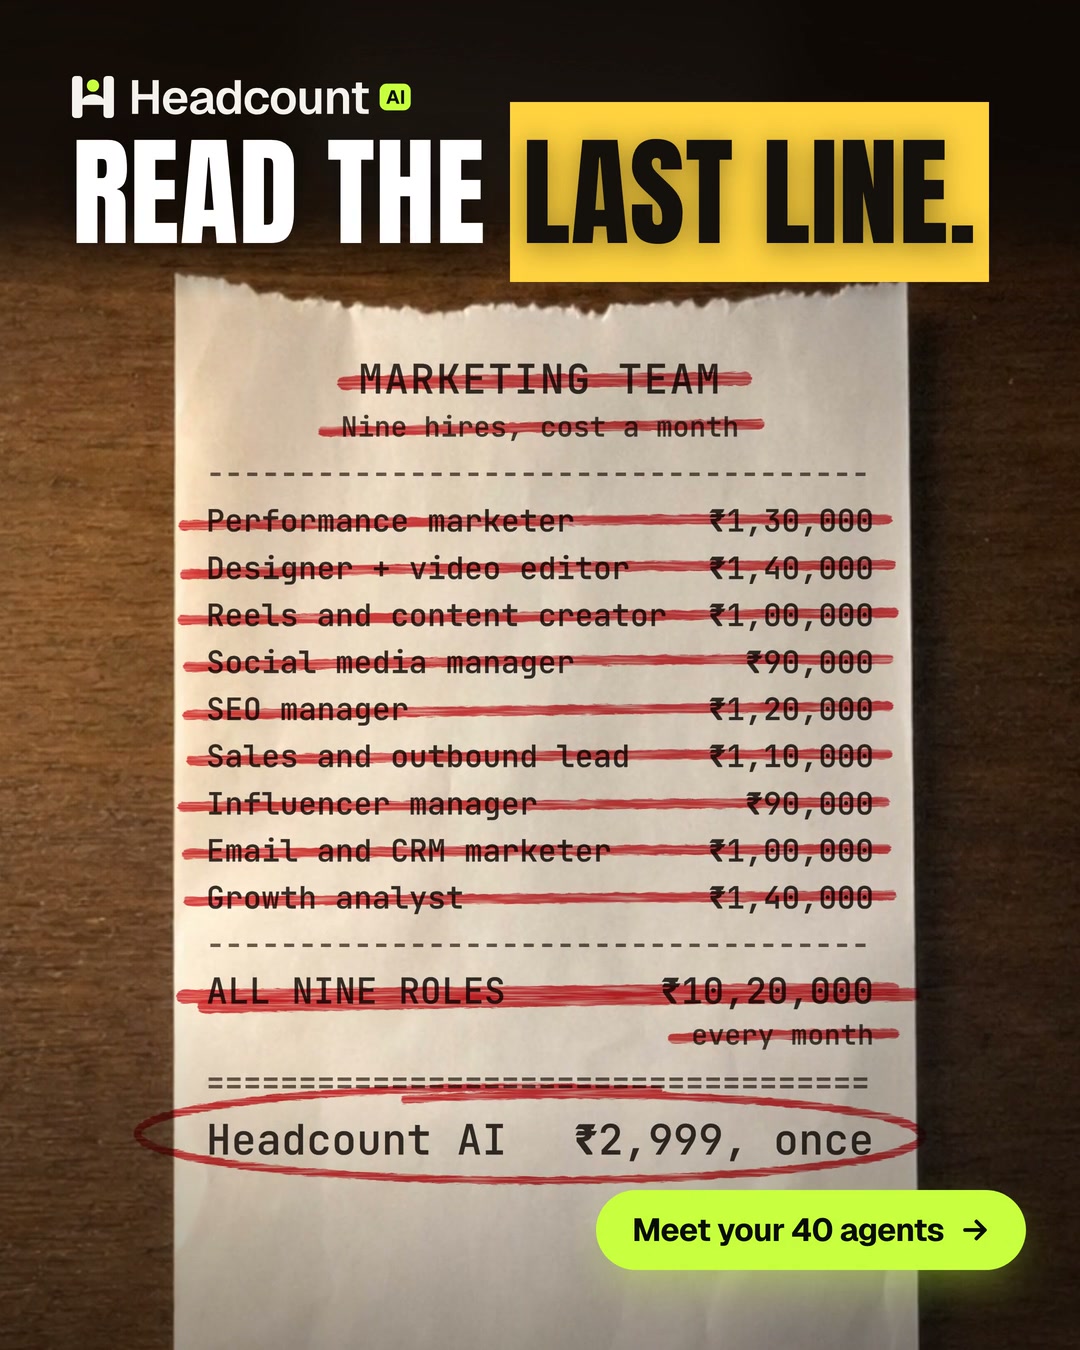 Headcount AI
READ THE LAST LINE.
MARKETING TEAM
Nine hires, cost a month
Performance marketer ₹1,30,000
Designer + video editor ₹1,40,000
Reels and content creator ₹1,00,000
Social media manager ₹90,000
SEO manager ₹1,20,000
Sales and outbound lead ₹1,10,000
Influencer manager ₹90,000
Email and CRM marketer ₹1,00,000
Growth analyst ₹1,40,000
ALL NINE ROLES ₹10,20,000
every month
Headcount AI ₹2,999, once
Meet your 40 agents →